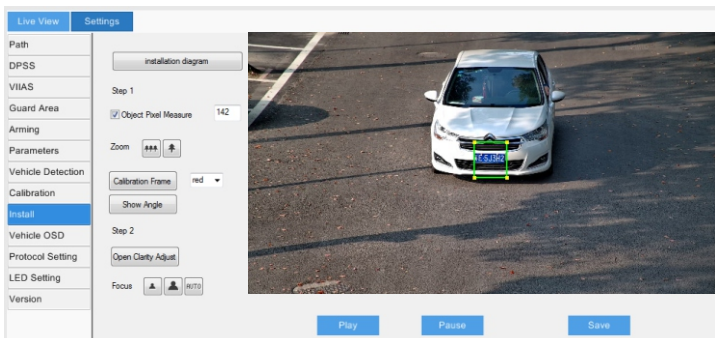 Live View
Settings
Path
DPSS
VIIAS
Guard Area
Arming
Parameters
Vehicle Detection
Calibration
Install
Vehicle OSD
Protocol Setting
LED Setting
Version
installation diagram
Step 1
Object Pixel Measure 142
Zoom
Calibration Frame red
Show Angle
Step 2
Open Clarity Adjust
Focus AUTO
Play
Pause
Save